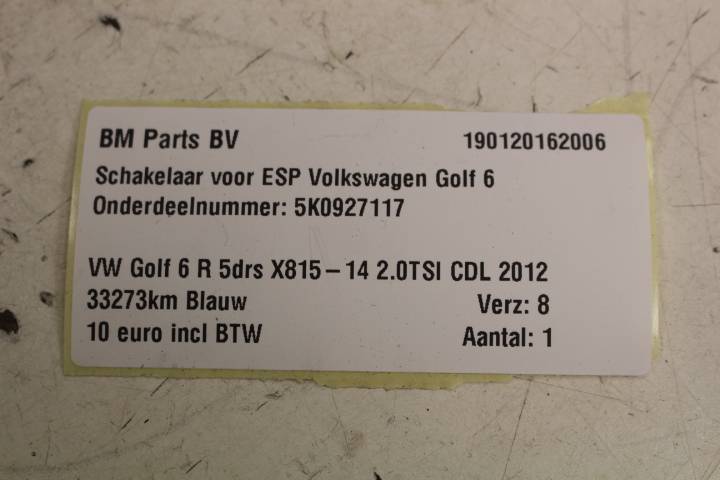 BM Parts BV 190120162006
Schakelaar voor ESP Volkswagen Golf 6
Onderdeelnummer: 5K0927117
VW Golf 6 R 5drs X815-14 2.0TSI CDL 2012
33273km Blauw Verz: 8
10 euro incl BTW Aantal: 1